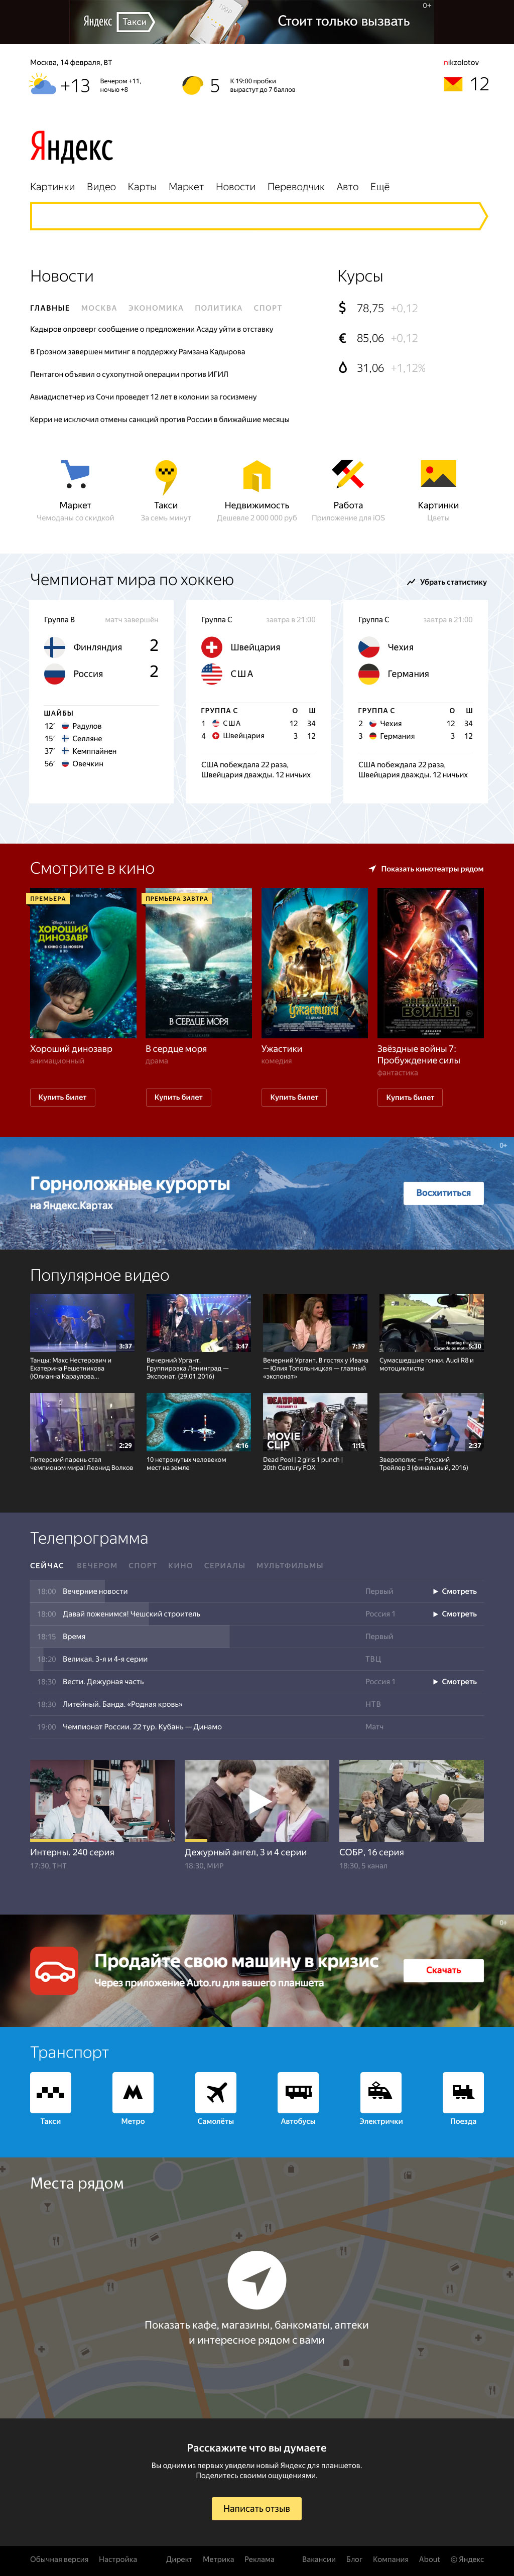 Яндекс Такси Стоит только вызвать 0+
Москва, 14 февраля, ВТ
nikzolotov
+13 Вечером +11,
ночью +8
5 К 19:00 пробки
вырастут до 7 баллов
12
Яндекс
Картинки Видео Карты Маркет Новости Переводчик Авто Ещё
Новости
ГЛАВНЫЕ МОСКВА ЭКОНОМИКА ПОЛИТИКА СПОРТ
Кадыров опроверг сообщение о предложении Асаду уйти в отставку
В Грозном завершен митинг в поддержку Рамзана Кадырова
Пентагон объявил о сухопутной операции против ИГИЛ
Авиадиспетчер из Сочи проведет 12 лет в колонии за госизмену
Керри не исключил отмены санкций против России в ближайшие месяцы
Курсы
$ 78,75 +0,12
€ 85,06 +0,12
31,06 +1,12%
Маркет
Чемоданы со скидкой
Такси
За семь минут
Недвижимость
Дешевле 2 000 000 руб
Работа
Приложение для iOS
Картинки
Цветы
Чемпионат мира по хоккею
Убрать статистику
Группа B матч завершён
Финляндия 2
Россия 2
ШАЙБЫ
12’ Радулов
15’ Селляне
37’ Кемппайнен
56’ Овечкин
Группа C завтра в 21:00
Швейцария
США
ГРУППА C О Ш
1 США 12 34
4 Швейцария 3 12
США побеждала 22 раза,
Швейцария дважды. 12 ничьих
Группа C завтра в 21:00
Чехия
Германия
ГРУППА C О Ш
2 Чехия 12 34
3 Германия 3 12
США побеждала 22 раза,
Швейцария дважды. 12 ничьих
Смотрите в кино
Показать кинотеатры рядом
ПРЕМЬЕРА
Disney PIXAR
ХОРОШИЙ
ДИНОЗАВР
В КИНО С 26 НОЯБРЯ
Хороший динозавр
анимационный
Купить билет
ПРЕМЬЕРА ЗАВТРА
В СЕРДЦЕ МОРЯ
В сердце моря
драма
Купить билет
Ужастики
Ужастики
комедия
Купить билет
ЗВЁЗДНЫЕ
ВОЙНЫ
Звёздные войны 7:
Пробуждение силы
фантастика
Купить билет
0+
Горноложные курорты
на Яндекс.Картах
Восхититься
Популярное видео
3:37
Танцы: Макс Нестерович и
Екатерина Решетникова
(Юлианна Караулова...
3:47
Вечерний Ургант.
Группировка Ленинград —
Экспонат. (29.01.2016)
7:39
Вечерний Ургант. В гостях у Ивана
— Юлия Топольницкая — главный
«экспонат»
5:30
Сумасшедшие гонки. Audi R8 и
мотоциклисты
2:29
Питерский парень стал
чемпионом мира! Леонид Волков
4:16
10 нетронутых человеком
мест на земле
DEADPOOL
MOVIE
CLIP
1:15
Dead Pool | 2 girls 1 punch |
20th Century FOX
2:37
Зверополис — Русский
Трейлер 3 (финальный, 2016)
Телепрограмма
СЕЙЧАС ВЕЧЕРОМ СПОРТ КИНО СЕРИАЛЫ МУЛЬТФИЛЬМЫ
18:00 Вечерние новости Первый Смотреть
18:00 Давай поженимся! Чешский строитель Россия 1 Смотреть
18:15 Время Первый
18:20 Великая. 3-я и 4-я серии ТВЦ
18:30 Вести. Дежурная часть Россия 1 Смотреть
18:30 Литейный. Банда. «Родная кровь» НТВ
19:00 Чемпионат России. 22 тур. Кубань — Динамо Матч
Интерны. 240 серия
17:30, ТНТ
Дежурный ангел, 3 и 4 серии
18:30, МИР
СОБР, 16 серия
18:30, 5 канал
0+
Продайте свою машину в кризис
Через приложение Auto.ru для вашего планшета
Скачать
Транспорт
Такси Метро Самолёты Автобусы Электрички Поезда
Места рядом
Показать кафе, магазины, банкоматы, аптеки
и интересное рядом с вами
Расскажите что вы думаете
Вы одним из первых увидели новый Яндекс для планшетов.
Поделитесь своими ощущениями.
Написать отзыв
Обычная версия Настройка Директ Метрика Реклама Вакансии Блог Компания About © Яндекс